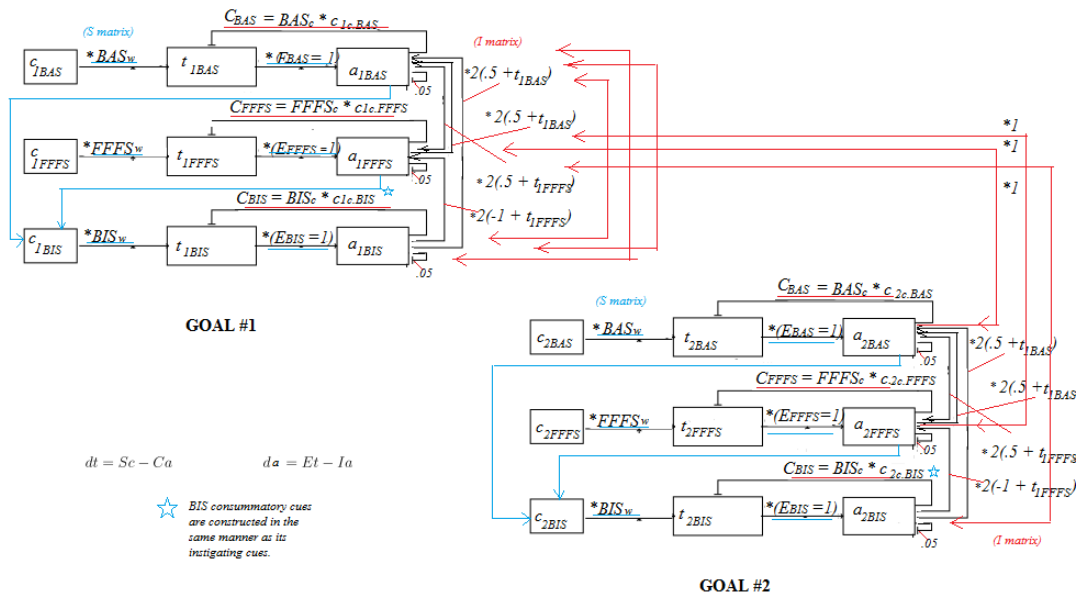 C_BAS = BAS_c * c_1c.BAS
(S matrix)
(I matrix)
c_1BAS
* BAS_w
t_1BAS
*(E_BAS = 1)
a_1BAS
.05
*2(.5 + t_1BAS)
C_FFFS = FFFS_c * c_1c.FFFS
*2(.5 + t_1BAS)
*1
*1
c_1FFFS
*FFFS_w
t_1FFFS
*(E_FFFS = 1)
a_1FFFS
.05
*2(.5 + t_1FFFS)
*1
C_BIS = BIS_c * c_1c.BIS
*2(-1 + t_1FFFS)
c_1BIS
*BIS_w
t_1BIS
*(E_BIS = 1)
a_1BIS
.05
GOAL #1
C_BAS = BAS_c * c_2c.BAS
(S matrix)
c_2BAS
* BAS_w
t_2BAS
*(E_BAS = 1)
a_2BAS
*2(.5 + t_1BAS)
.05
C_FFFS = FFFS_c * c_2c.FFFS
*2(.5 + t_1BAS)
c_2FFFS
*FFFS_w
t_2FFFS
*(E_FFFS = 1)
a_2FFFS
.05
*2(.5 + t_1FFFS)
dt = Sc − Ca
da = Et − Ia
C_BIS = BIS_c * c_2c.BIS
*2(-1 + t_1FFFS)
BIS consummatory cues
are constructed in the
same manner as its
instigating cues.
c_2BIS
*BIS_w
t_2BIS
*(E_BIS = 1)
a_2BIS
.05
(I matrix)
GOAL #2